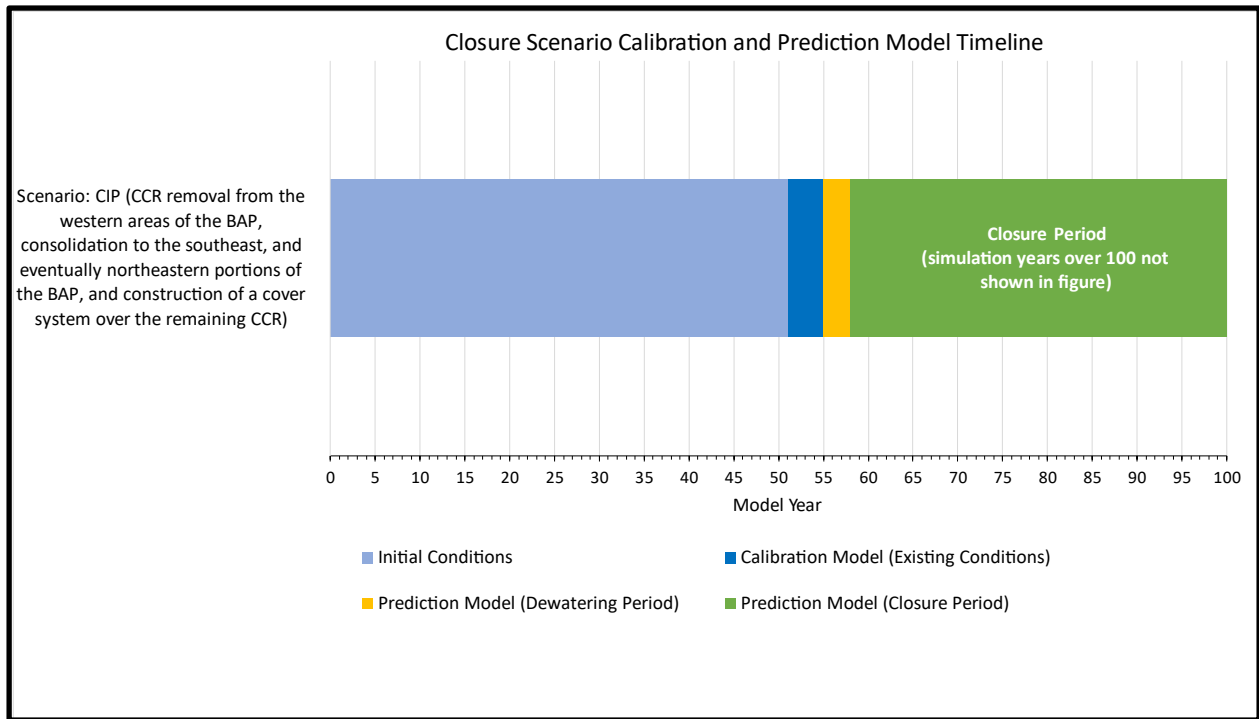 Closure Scenario Calibration and Prediction Model Timeline
Scenario: CIP (CCR removal from the
western areas of the BAP,
consolidation to the southeast, and
eventually northeastern portions of
the BAP, and construction of a cover
system over the remaining CCR)
Closure Period
(simulation years over 100 not
shown in figure)
0 5 10 15 20 25 30 35 40 45 50 55 60 65 70 75 80 85 90 95 100
Model Year
Initial Conditions
Calibration Model (Existing Conditions)
Prediction Model (Dewatering Period)
Prediction Model (Closure Period)